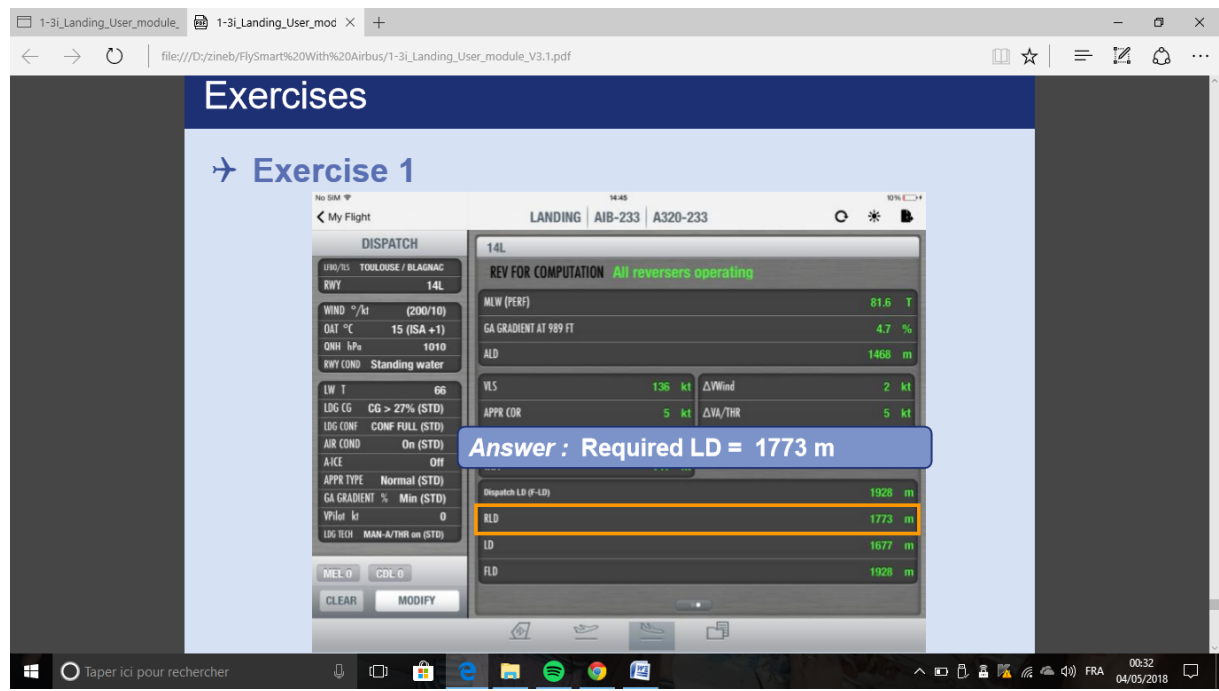 1-3i_Landing_User_module_
1-3i_Landing_User_mod
file:///D:/zineb/FlySmart%20With%20Airbus/1-3i_Landing_User_module_V3.1.pdf
Exercises
Exercise 1
No SIM
14:45
10%
My Flight
LANDING AIB-233 A320-233
DISPATCH
LFBO/TLS TOULOUSE / BLAGNAC
RWY 14L
WIND °/kt (200/10)
OAT °C 15 (ISA +1)
QNH hPa 1010
RWY COND Standing water
LW T 66
LDG CG CG > 27% (STD)
LDG CONF CONF FULL (STD)
AIR COND On (STD)
A-ICE Off
APPR TYPE Normal (STD)
GA GRADIENT % Min (STD)
VPilot kt 0
LDG TECH MAN-A/THR on (STD)
MEL 0 CDL 0
CLEAR MODIFY
14L
REV FOR COMPUTATION All reversers operating
MLW (PERF) 81.6 T
GA GRADIENT AT 989 FT 4.7 %
ALD 1468 m
VLS 136 kt ΔVWind 2 kt
APPR COR 5 kt ΔVA/THR 5 kt
Answer : Required LD = 1773 m
Dispatch LD (F-LD) 1928 m
RLD 1773 m
LD 1677 m
FLD 1928 m
Taper ici pour rechercher
FRA
00:32
04/05/2018